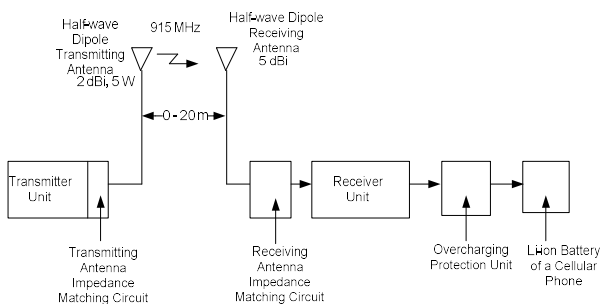 Half-wave
Dipole
Transmitting
Antenna
2 dBi, 5 W
915 MHz
Half-wave Dipole
Receiving
Antenna
5 dBi
0 - 20 m
Transmitter
Unit
Receiver
Unit
Transmitting
Antenna
Impedance
Matching Circuit
Receiving
Antenna
Impedance
Matching Circuit
Overcharging
Protection Unit
Li-ion Battery
of a Cellular
Phone